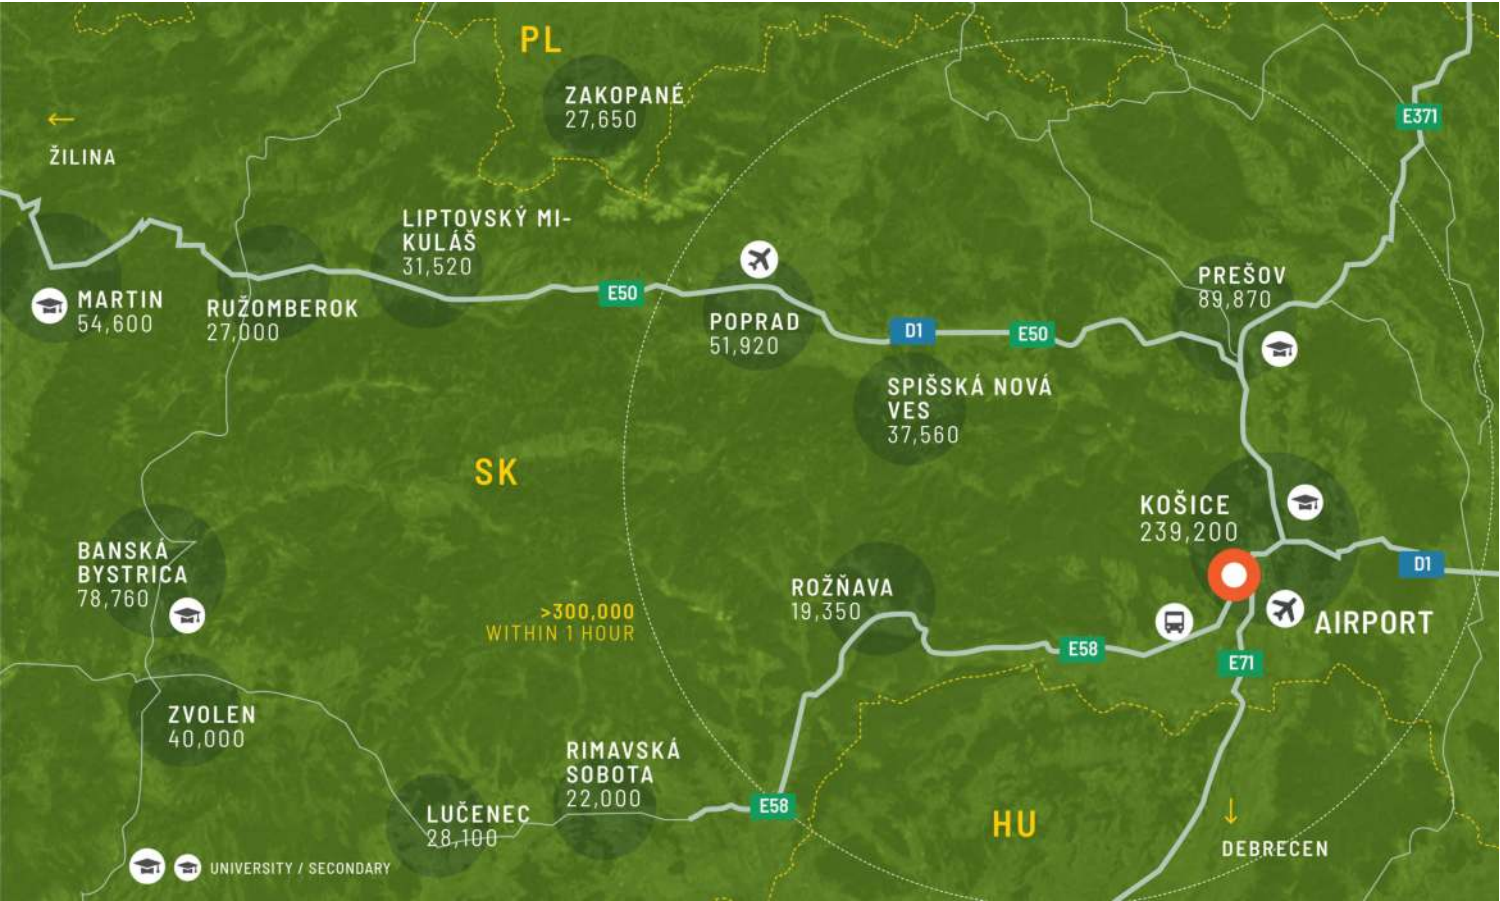 PL
ZAKOPANÉ
27,650
E371
←
ŽILINA
LIPTOVSKÝ MI-
KULÁŠ
31,520
PREŠOV
89,870
MARTIN
54,600
RUŽOMBEROK
27,000
E50
POPRAD
51,920
D1
E50
SPIŠSKÁ NOVÁ
VES
37,560
SK
KOŠICE
239,200
BANSKÁ
BYSTRICA
78,760
D1
ROŽŇAVA
19,350
>300,000
WITHIN 1 HOUR
AIRPORT
E58
E71
ZVOLEN
40,000
RIMAVSKÁ
SOBOTA
22,000
E58
LUČENEC
28,100
HU
↓
DEBRECEN
UNIVERSITY / SECONDARY